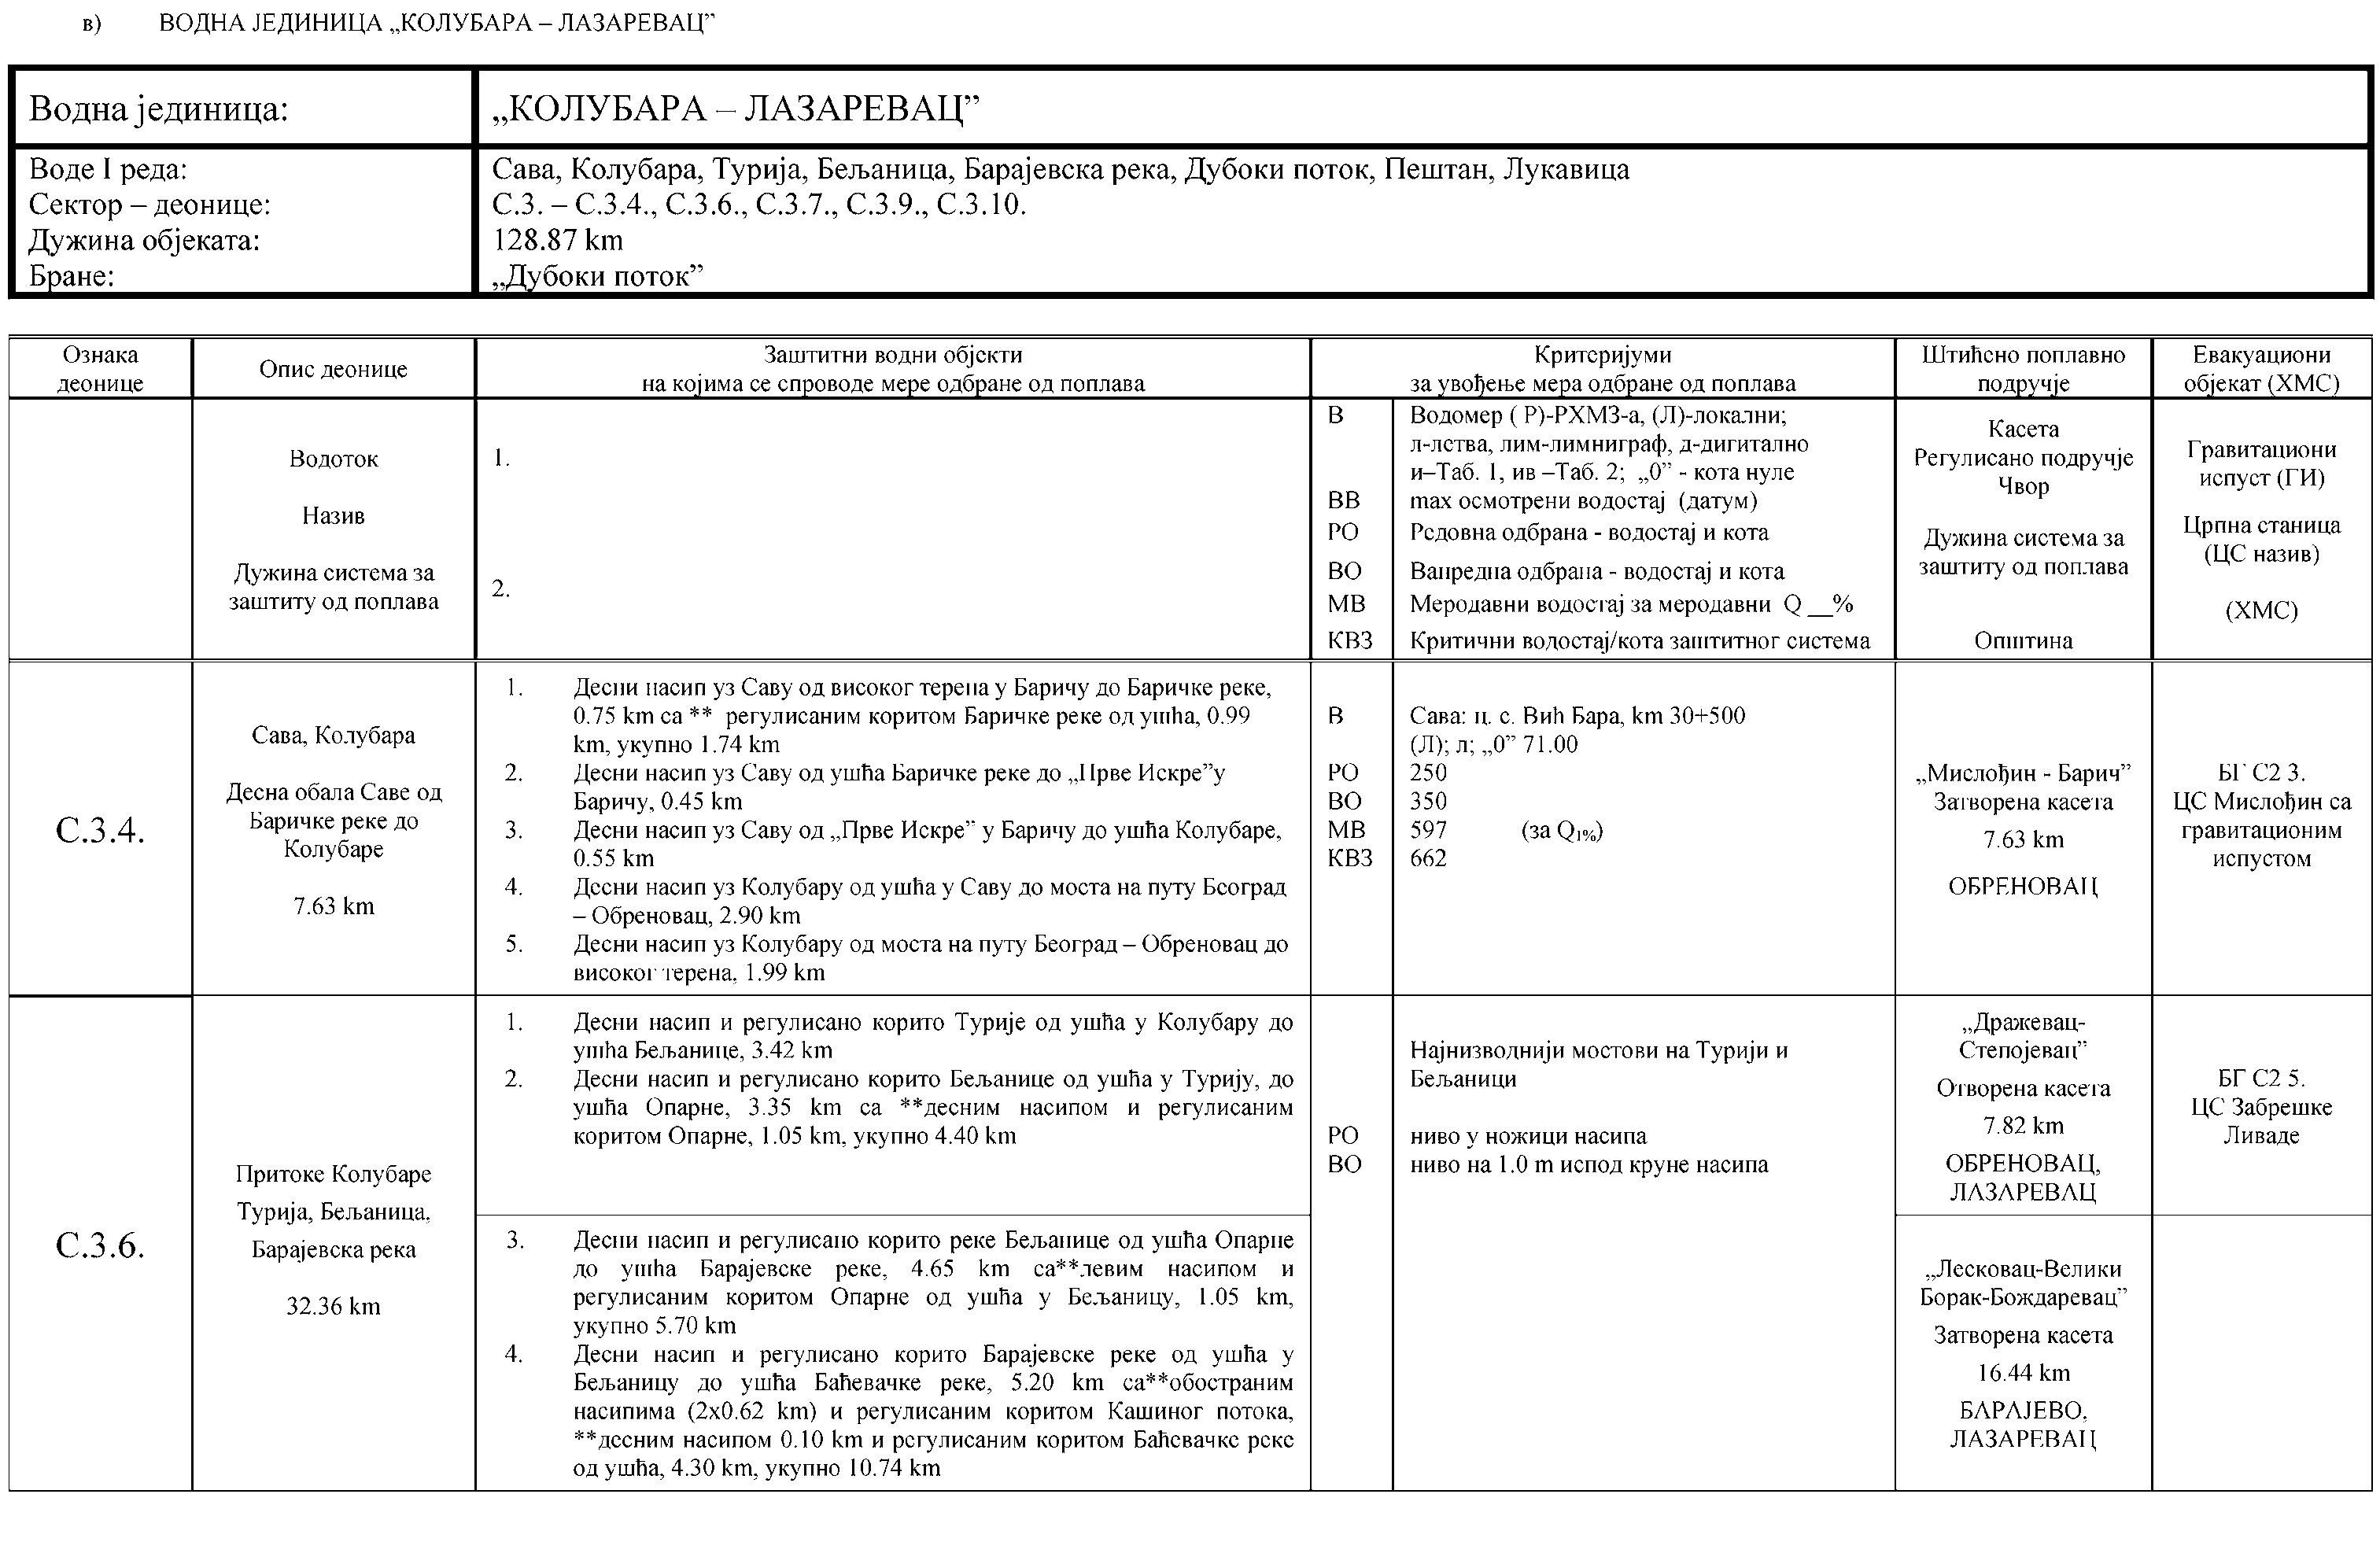 в) ВОДНА ЈЕДИНИЦА „КОЛУБАРА – ЛАЗАРЕВАЦ”
Водна јединица: „КОЛУБАРА – ЛАЗАРЕВАЦ”
Воде I реда: Сава, Колубара, Турија, Бељаница, Барајевска река, Дубоки поток, Пештан, Лукавица
Сектор – деонице: С.3. – С.3.4., С.3.6., С.3.7., С.3.9., С.3.10.
Дужина објеката: 128.87 km
Бране: „Дубоки поток”
Ознака
деонице
Опис деонице
Заштитни водни објекти
на којима се спроводе мере одбране од поплава
Критеријуми
за увођење мера одбране од поплава
Штићено поплавно
подручје
Евакуациони
објекат (ХМС)
Водоток
Назив
Дужина система за
заштиту од поплава
1.
2.
В Водомер ( Р)-РХМЗ-а, (Л)-локални;
л-лства, лим-лимниграф, д-дигитално
и–Таб. 1, ив –Таб. 2; „0” - кота нуле
ВВ max осмотрени водостај (датум)
РО Редовна одбрана - водостај и кота
ВО Ванредна одбрана - водостај и кота
МВ Меродавни водостај за меродавни Q __%
КВЗ Критични водостај/кота заштитног система
Касета
Регулисано подручје
Чвор
Дужина система за
заштиту од поплава
Општина
Гравитациони
испуст (ГИ)
Црпна станица
(ЦС назив)
(ХМС)
С.3.4.
Сава, Колубара
Десна обала Саве од
Баричке реке до
Колубаре
7.63 km
1. Десни насип уз Саву од високог терена у Баричу до Баричке реке,
0.75 km са ** регулисаним коритом Баричке реке од ушћа, 0.99
km, укупно 1.74 km
2. Десни насип уз Саву од ушћа Баричке реке до „Прве Искре”у
Баричу, 0.45 km
3. Десни насип уз Саву од „Прве Искре” у Баричу до ушћа Колубаре,
0.55 km
4. Десни насип уз Колубару од ушћа у Саву до моста на путу Београд
– Обреновац, 2.90 km
5. Десни насип уз Колубару од моста на путу Београд – Обреновац до
високог терена, 1.99 km
В Сава: ц. с. Вић Бара, km 30+500
(Л); л; „0” 71.00
РО 250
ВО 350
МВ 597 (за Q1%)
КВЗ 662
„Мислођин - Барич”
Затворена касета
7.63 km
ОБРЕНОВАЦ
БГ С2 3.
ЦС Мислођин са
гравитационим
испустом
С.3.6.
Притоке Колубаре
Турија, Бељаница,
Барајевска река
32.36 km
1. Десни насип и регулисано корито Турије од ушћа у Колубару до
ушћа Бељанице, 3.42 km
2. Десни насип и регулисано корито Бељанице од ушћа у Турију, до
ушћа Опарне, 3.35 km са **десним насипом и регулисаним
коритом Опарне, 1.05 km, укупно 4.40 km
Најнизводнији мостови на Турији и
Бељаници
РО ниво у ножици насипа
ВО ниво на 1.0 m испод круне насипа
„Дражевац-
Степојевац”
Отворена касета
7.82 km
ОБРЕНОВАЦ,
ЛАЗАРЕВАЦ
БГ С2 5.
ЦС Забрешке
Ливаде
3. Десни насип и регулисано корито реке Бељанице од ушћа Опарне
до ушћа Барајевске реке, 4.65 km са**левим насипом и
регулисаним коритом Опарне од ушћа у Бељаницу, 1.05 km,
укупно 5.70 km
4. Десни насип и регулисано корито Барајевске реке од ушћа у
Бељаницу до ушћа Баћевачке реке, 5.20 km са**обостраним
насипима (2x0.62 km) и регулисаним коритом Кашиног потока,
**десним насипом 0.10 km и регулисаним коритом Баћевачке реке
од ушћа, 4.30 km, укупно 10.74 km
„Лесковац-Велики
Борак-Бождаревац”
Затворена касета
16.44 km
БАРАЈЕВО,
ЛАЗАРЕВАЦ